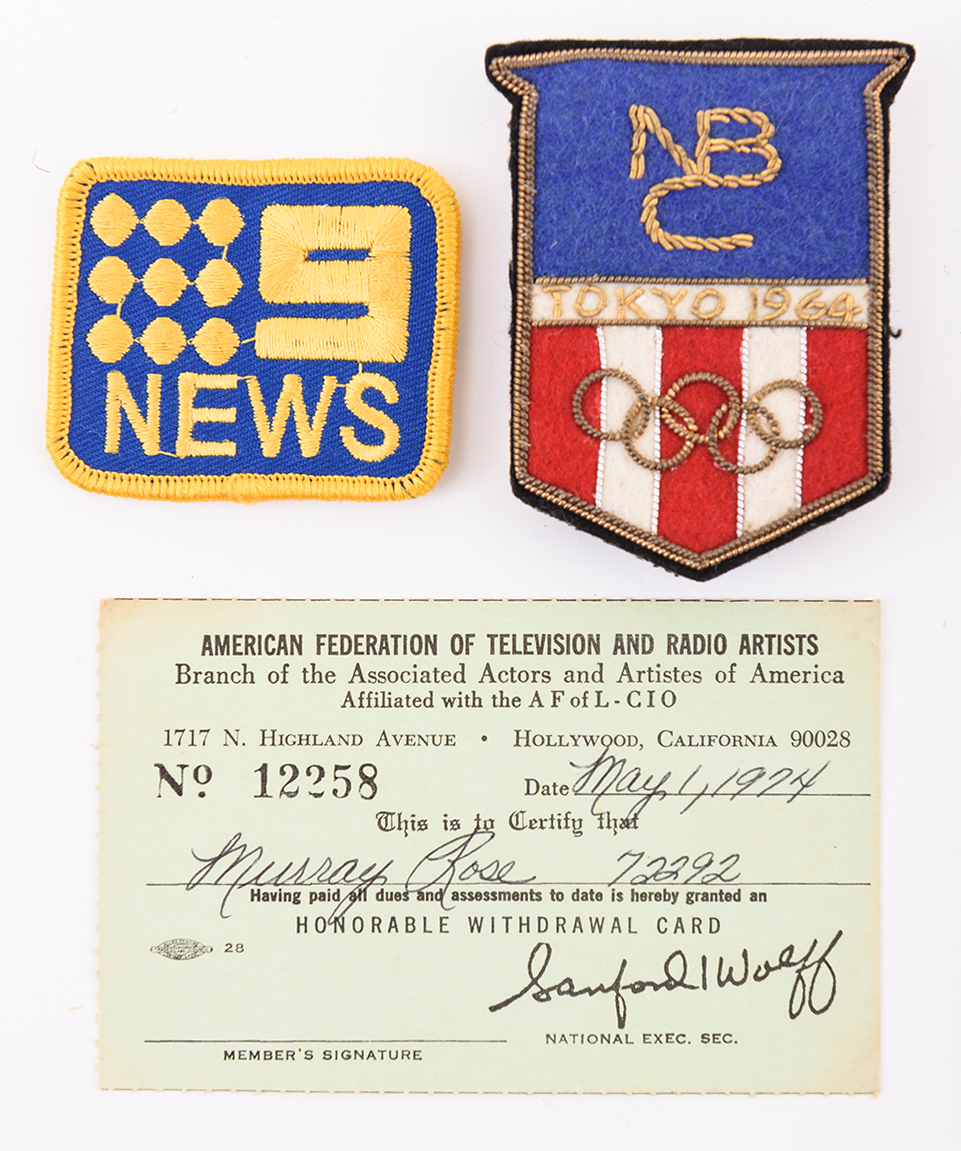 9
NEWS
NBC
TOKYO 1964
AMERICAN FEDERATION OF TELEVISION AND RADIO ARTISTS
Branch of the Associated Actors and Artistes of America
Affiliated with the A F of L - CIO
1717 N. HIGHLAND AVENUE • HOLLYWOOD, CALIFORNIA 90028
Nº 12258 Date May 1, 1974
This is to Certify that
Murray Rose 72292
Having paid all dues and assessments to date is hereby granted an
HONORABLE WITHDRAWAL CARD
28
Sanford I Wolff
NATIONAL EXEC. SEC.
MEMBER'S SIGNATURE